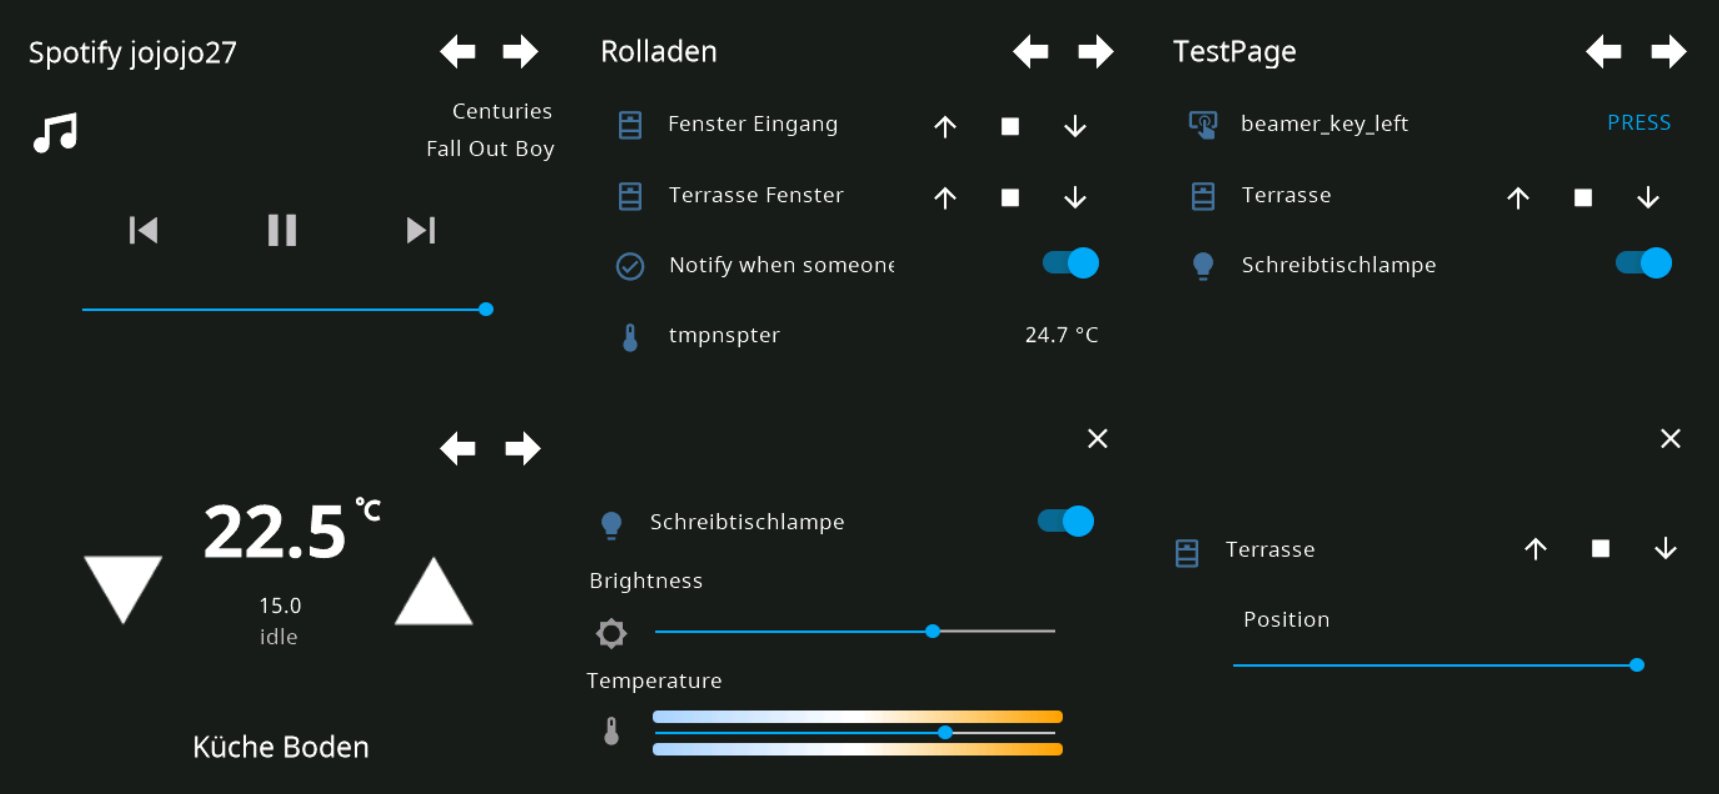 Spotify jojojo27
Centuries
Fall Out Boy
Rolladen
Fenster Eingang
Terrasse Fenster
Notify when someone
tmpnspter 24.7 °C
TestPage
beamer_key_left PRESS
Terrasse
Schreibtischlampe
22.5 °C
15.0
idle
Küche Boden
Schreibtischlampe
Brightness
Temperature
Terrasse
Position